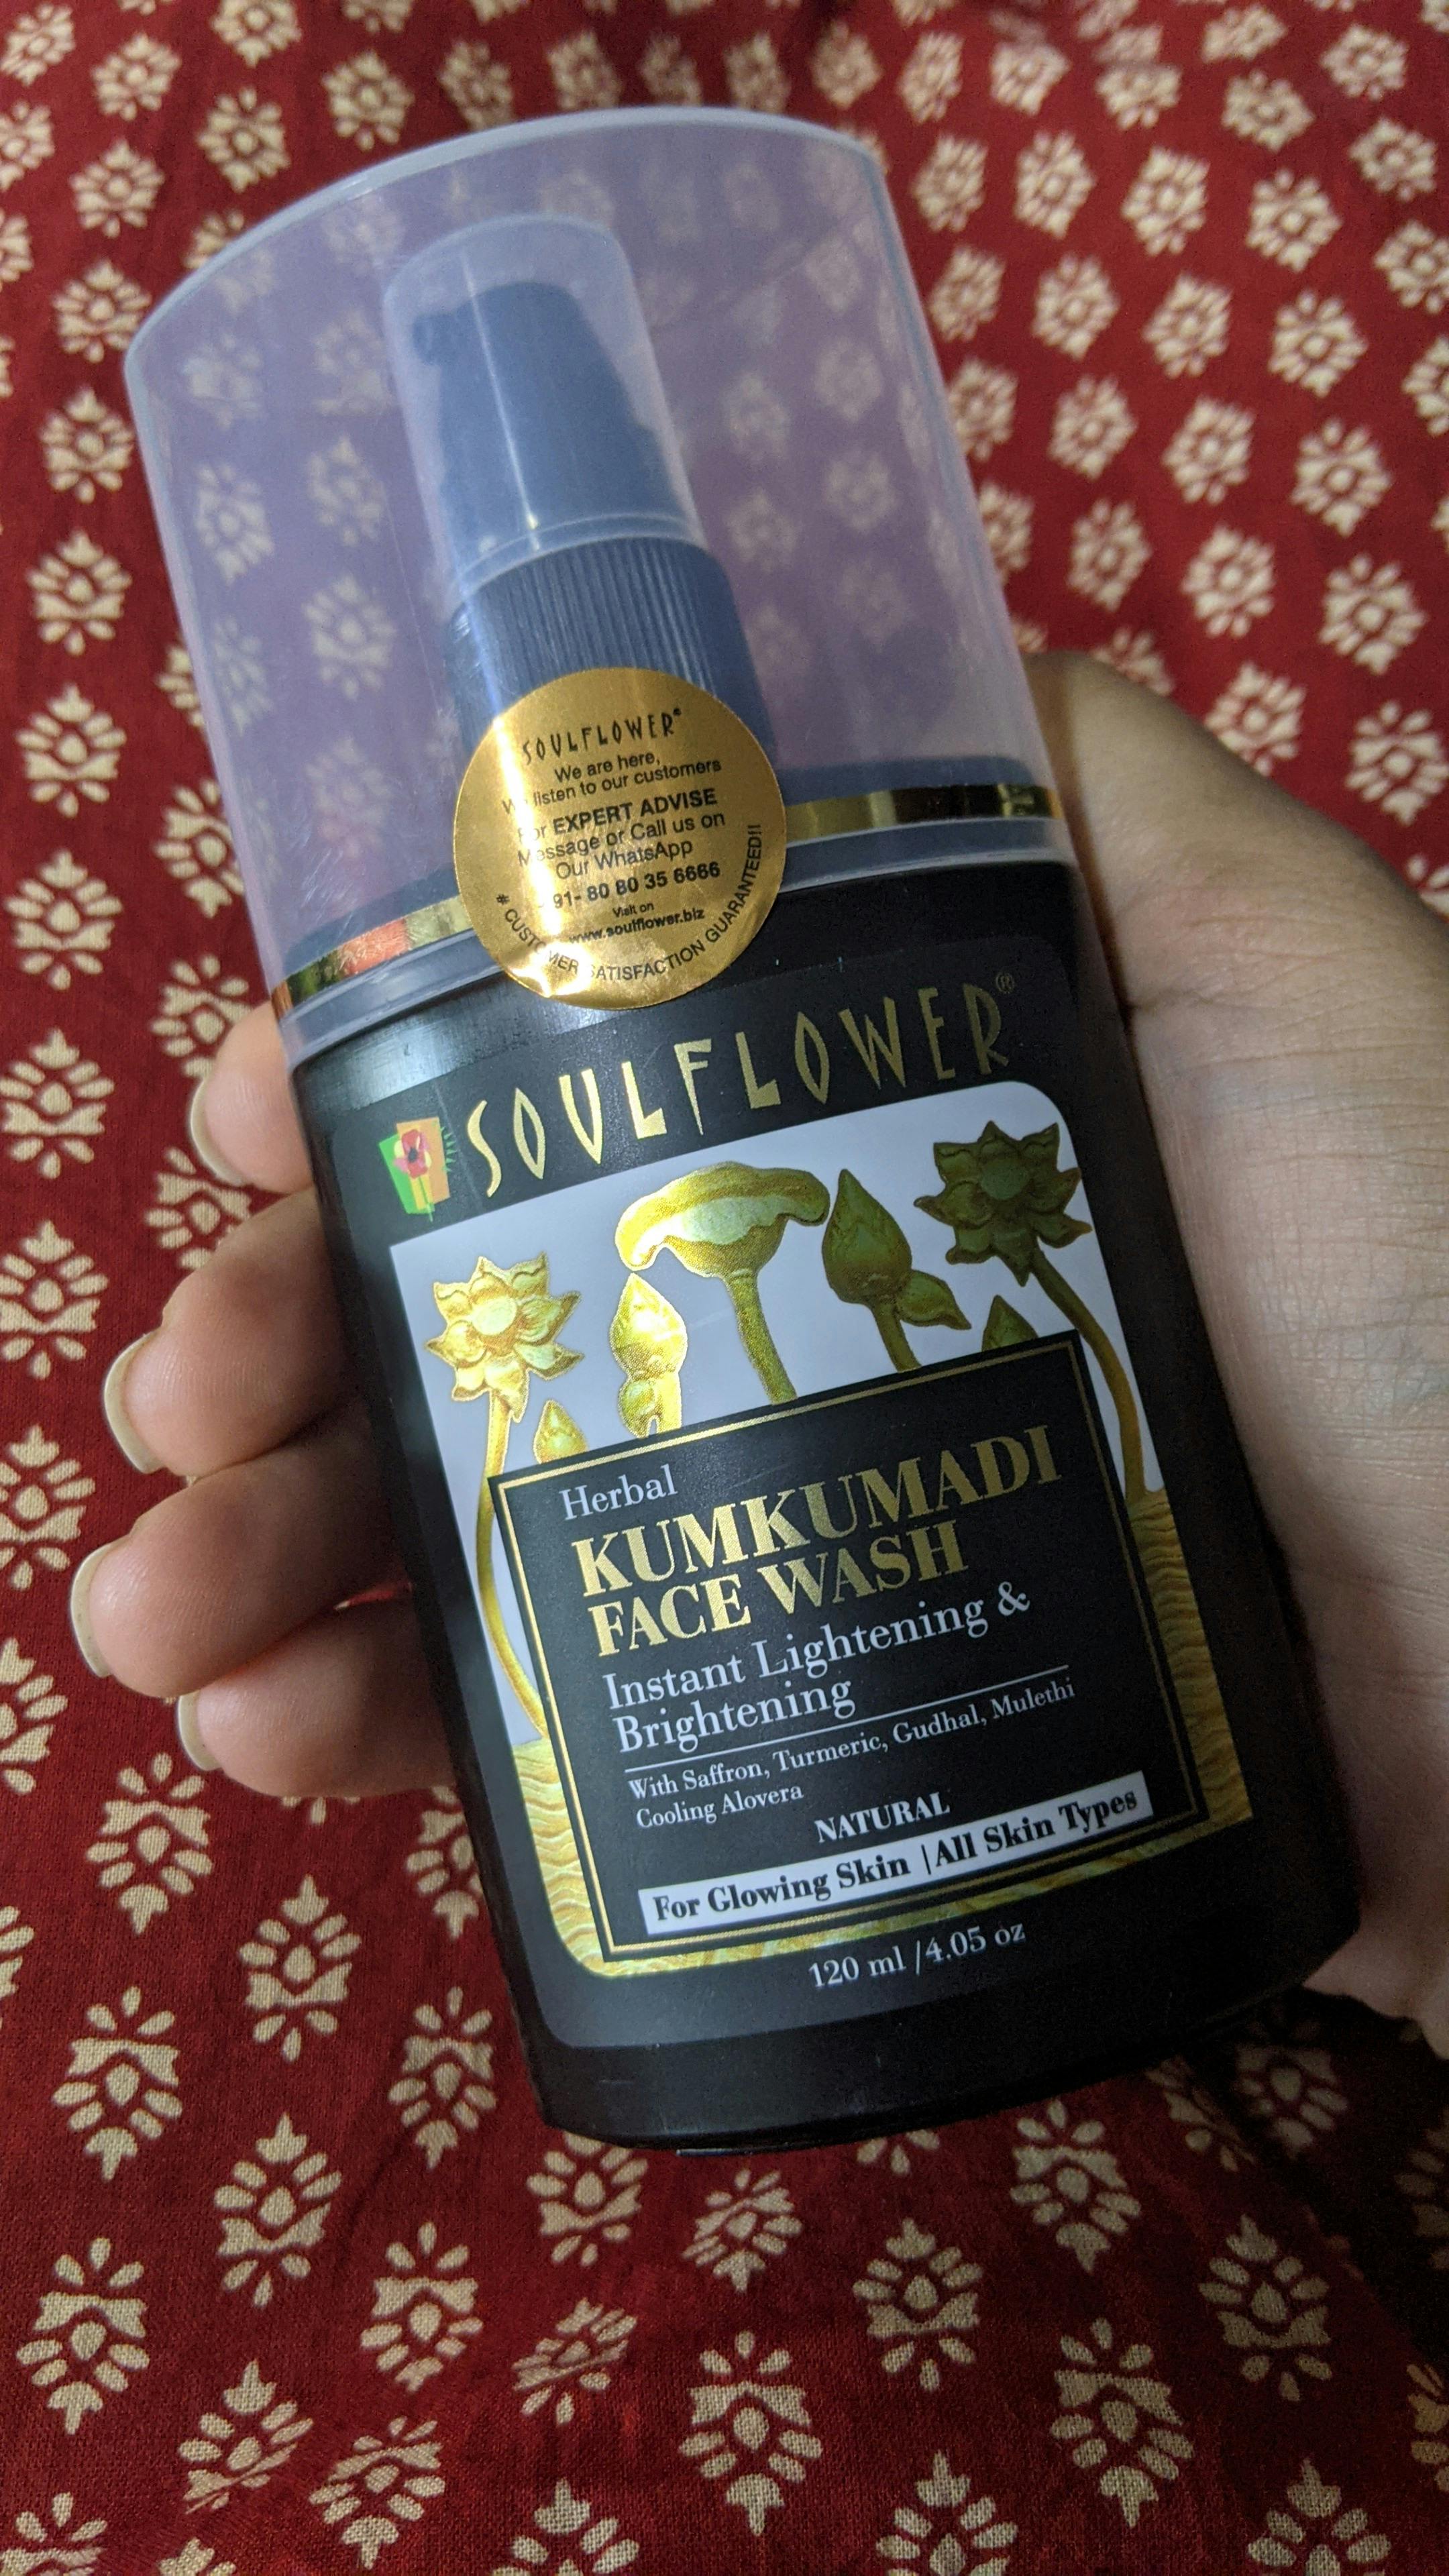 SOULFLOWER®
We are here,
We listen to our customers
For EXPERT ADVISE
Message or Call us on
Our WhatsApp
91- 80 80 35 6666
Visit on
www.soulflower.biz
# CUSTOMER SATISFACTION GUARANTEED!!
SOULFLOWER®
Herbal
KUMKUMADI
FACE WASH
Instant Lightening &
Brightening
With Saffron, Turmeric, Gudhal, Mulethi
Cooling Alovera
NATURAL
For Glowing Skin |All Skin Types
120 ml /4.05 oz